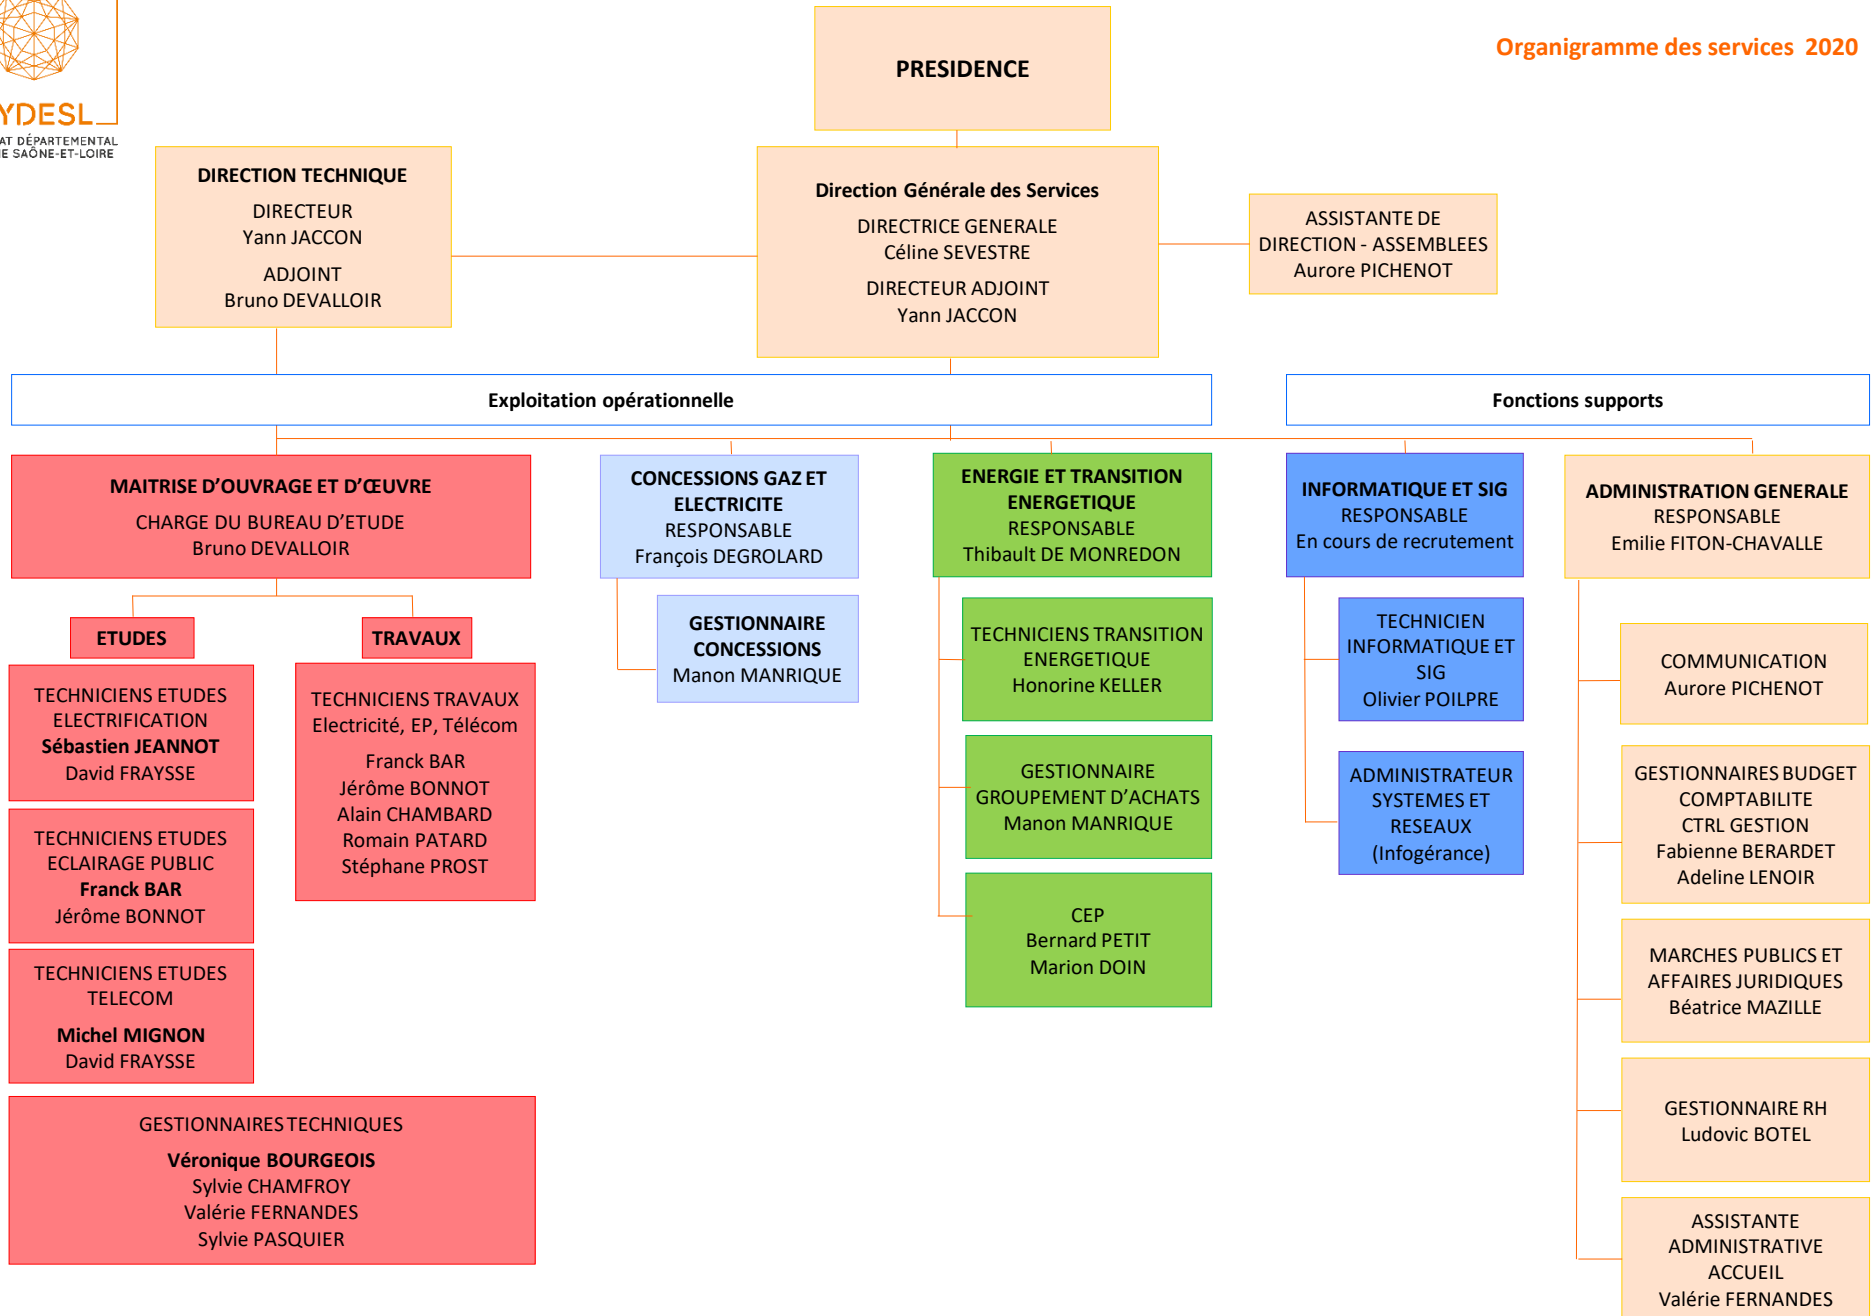 YDESL
AT DÉPARTEMENTAL
IE SAÔNE-ET-LOIRE
Organigramme des services 2020
PRESIDENCE
DIRECTION TECHNIQUE
DIRECTEUR
Yann JACCON
ADJOINT
Bruno DEVALLOIR
Direction Générale des Services
DIRECTRICE GENERALE
Céline SEVESTRE
DIRECTEUR ADJOINT
Yann JACCON
ASSISTANTE DE
DIRECTION - ASSEMBLEES
Aurore PICHENOT
Exploitation opérationnelle
Fonctions supports
MAITRISE D’OUVRAGE ET D’ŒUVRE
CHARGE DU BUREAU D’ETUDE
Bruno DEVALLOIR
ETUDES
TRAVAUX
TECHNICIENS ETUDES
ELECTRIFICATION
Sébastien JEANNOT
David FRAYSSE
TECHNICIENS ETUDES
ECLAIRAGE PUBLIC
Franck BAR
Jérôme BONNOT
TECHNICIENS ETUDES
TELECOM
Michel MIGNON
David FRAYSSE
TECHNICIENS TRAVAUX
Electricité, EP, Télécom
Franck BAR
Jérôme BONNOT
Alain CHAMBARD
Romain PATARD
Stéphane PROST
GESTIONNAIRES TECHNIQUES
Véronique BOURGEOIS
Sylvie CHAMFROY
Valérie FERNANDES
Sylvie PASQUIER
CONCESSIONS GAZ ET
ELECTRICITE
RESPONSABLE
François DEGROLARD
GESTIONNAIRE
CONCESSIONS
Manon MANRIQUE
ENERGIE ET TRANSITION
ENERGETIQUE
RESPONSABLE
Thibault DE MONREDON
TECHNICIENS TRANSITION
ENERGETIQUE
Honorine KELLER
GESTIONNAIRE
GROUPEMENT D’ACHATS
Manon MANRIQUE
CEP
Bernard PETIT
Marion DOIN
INFORMATIQUE ET SIG
RESPONSABLE
En cours de recrutement
TECHNICIEN
INFORMATIQUE ET
SIG
Olivier POILPRE
ADMINISTRATEUR
SYSTEMES ET
RESEAUX
(Infogérance)
ADMINISTRATION GENERALE
RESPONSABLE
Emilie FITON-CHAVALLE
COMMUNICATION
Aurore PICHENOT
GESTIONNAIRES BUDGET
COMPTABILITE
CTRL GESTION
Fabienne BERARDET
Adeline LENOIR
MARCHES PUBLICS ET
AFFAIRES JURIDIQUES
Béatrice MAZILLE
GESTIONNAIRE RH
Ludovic BOTEL
ASSISTANTE
ADMINISTRATIVE
ACCUEIL
Valérie FERNANDES